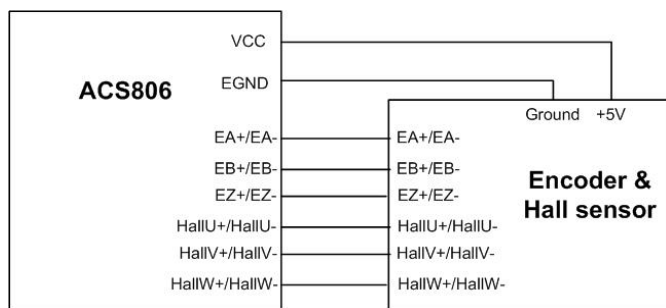 VCC
ACS806
EGND
Ground +5V
EA+/EA-
EB+/EB-
EZ+/EZ-
HallU+/HallU-
HallV+/HallV-
HallW+/HallW-
EA+/EA-
EB+/EB-
EZ+/EZ-
HallU+/HallU-
HallV+/HallV-
HallW+/HallW-
Encoder &
Hall sensor